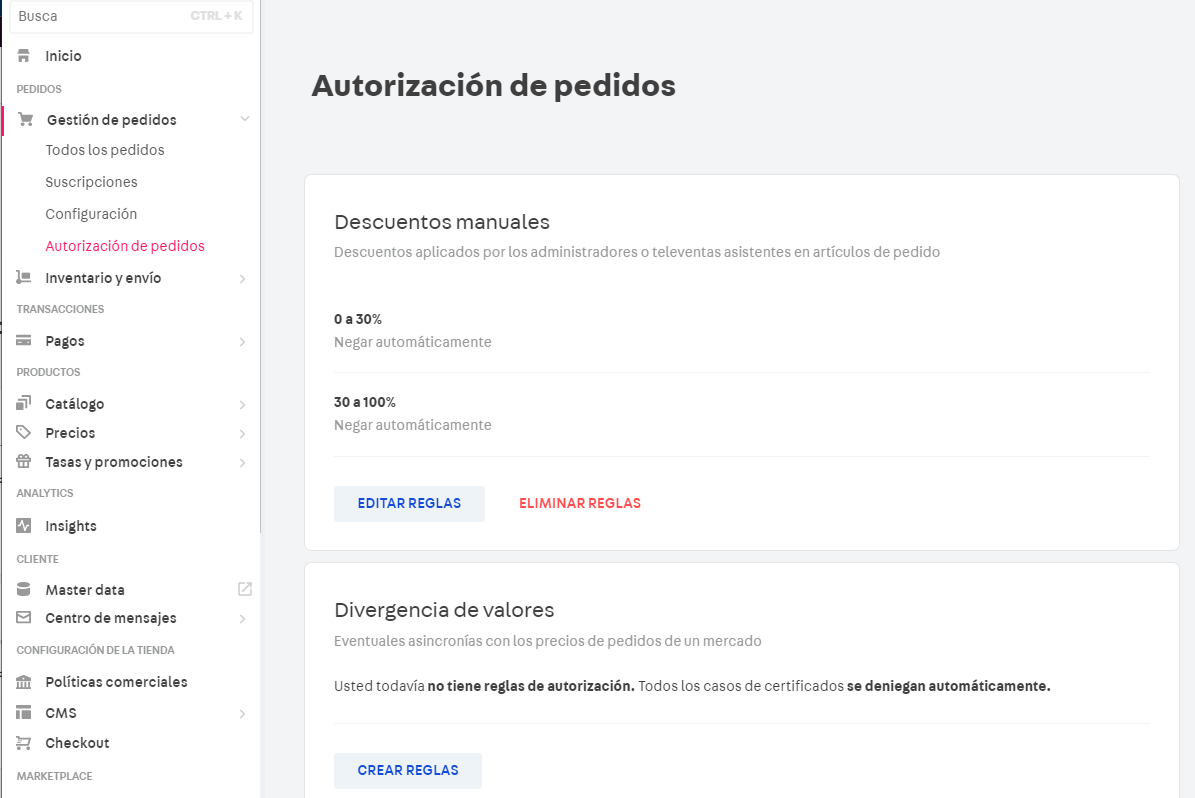 Busca CTRL + K
Inicio
PEDIDOS
Gestión de pedidos
Todos los pedidos
Suscripciones
Configuración
Autorización de pedidos
Inventario y envío
TRANSACCIONES
Pagos
PRODUCTOS
Catálogo
Precios
Tasas y promociones
ANALYTICS
Insights
CLIENTE
Master data
Centro de mensajes
CONFIGURACIÓN DE LA TIENDA
Políticas comerciales
CMS
Checkout
MARKETPLACE
Autorización de pedidos
Descuentos manuales
Descuentos aplicados por los administradores o televentas asistentes en artículos de pedido
0 a 30%
Negar automáticamente
30 a 100%
Negar automáticamente
EDITAR REGLAS ELIMINAR REGLAS
Divergencia de valores
Eventuales asincronías con los precios de pedidos de un mercado
Usted todavía no tiene reglas de autorización. Todos los casos de certificados se deniegan automáticamente.
CREAR REGLAS